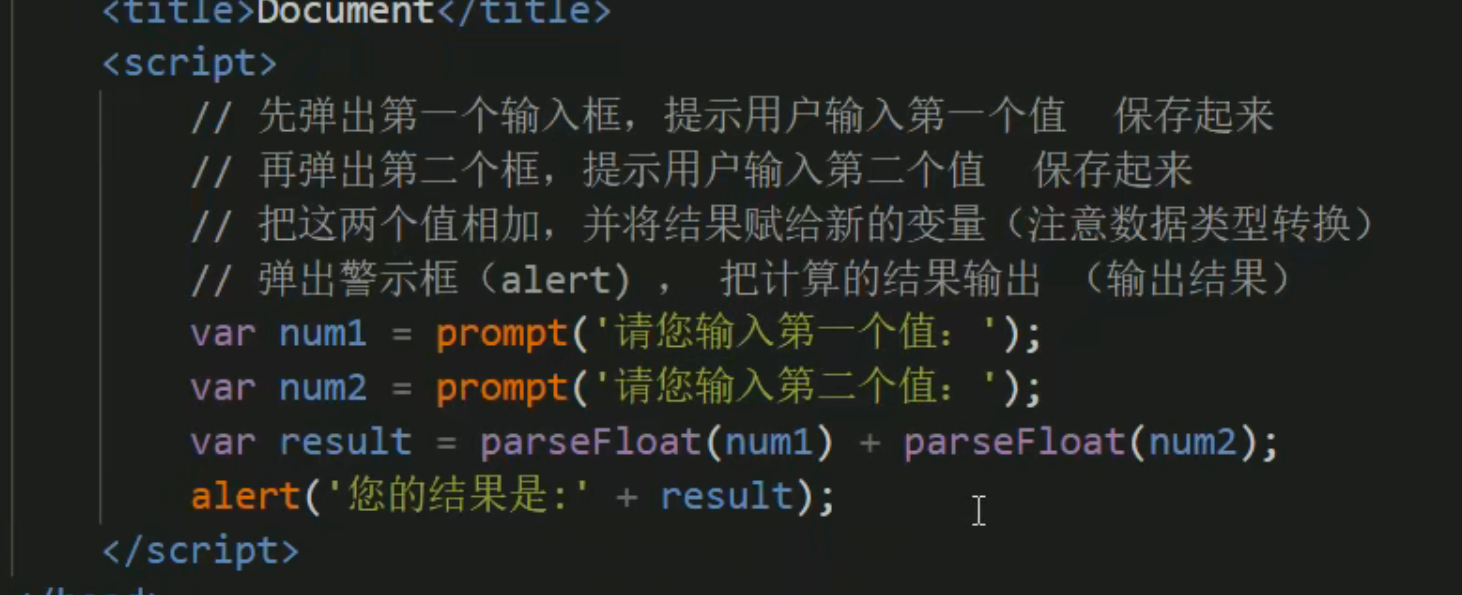 <title>Document</title>
<script>
// 先弹出第一个输入框，提示用户输入第一个值  保存起来
// 再弹出第二个框，提示用户输入第二个值  保存起来
// 把这两个值相加，并将结果赋给新的变量（注意数据类型转换）
// 弹出警示框（alert) ， 把计算的结果输出 （输出结果）
var num1 = prompt('请您输入第一个值：');
var num2 = prompt('请您输入第二个值：');
var result = parseFloat(num1) + parseFloat(num2);
alert('您的结果是:' + result);
</script>